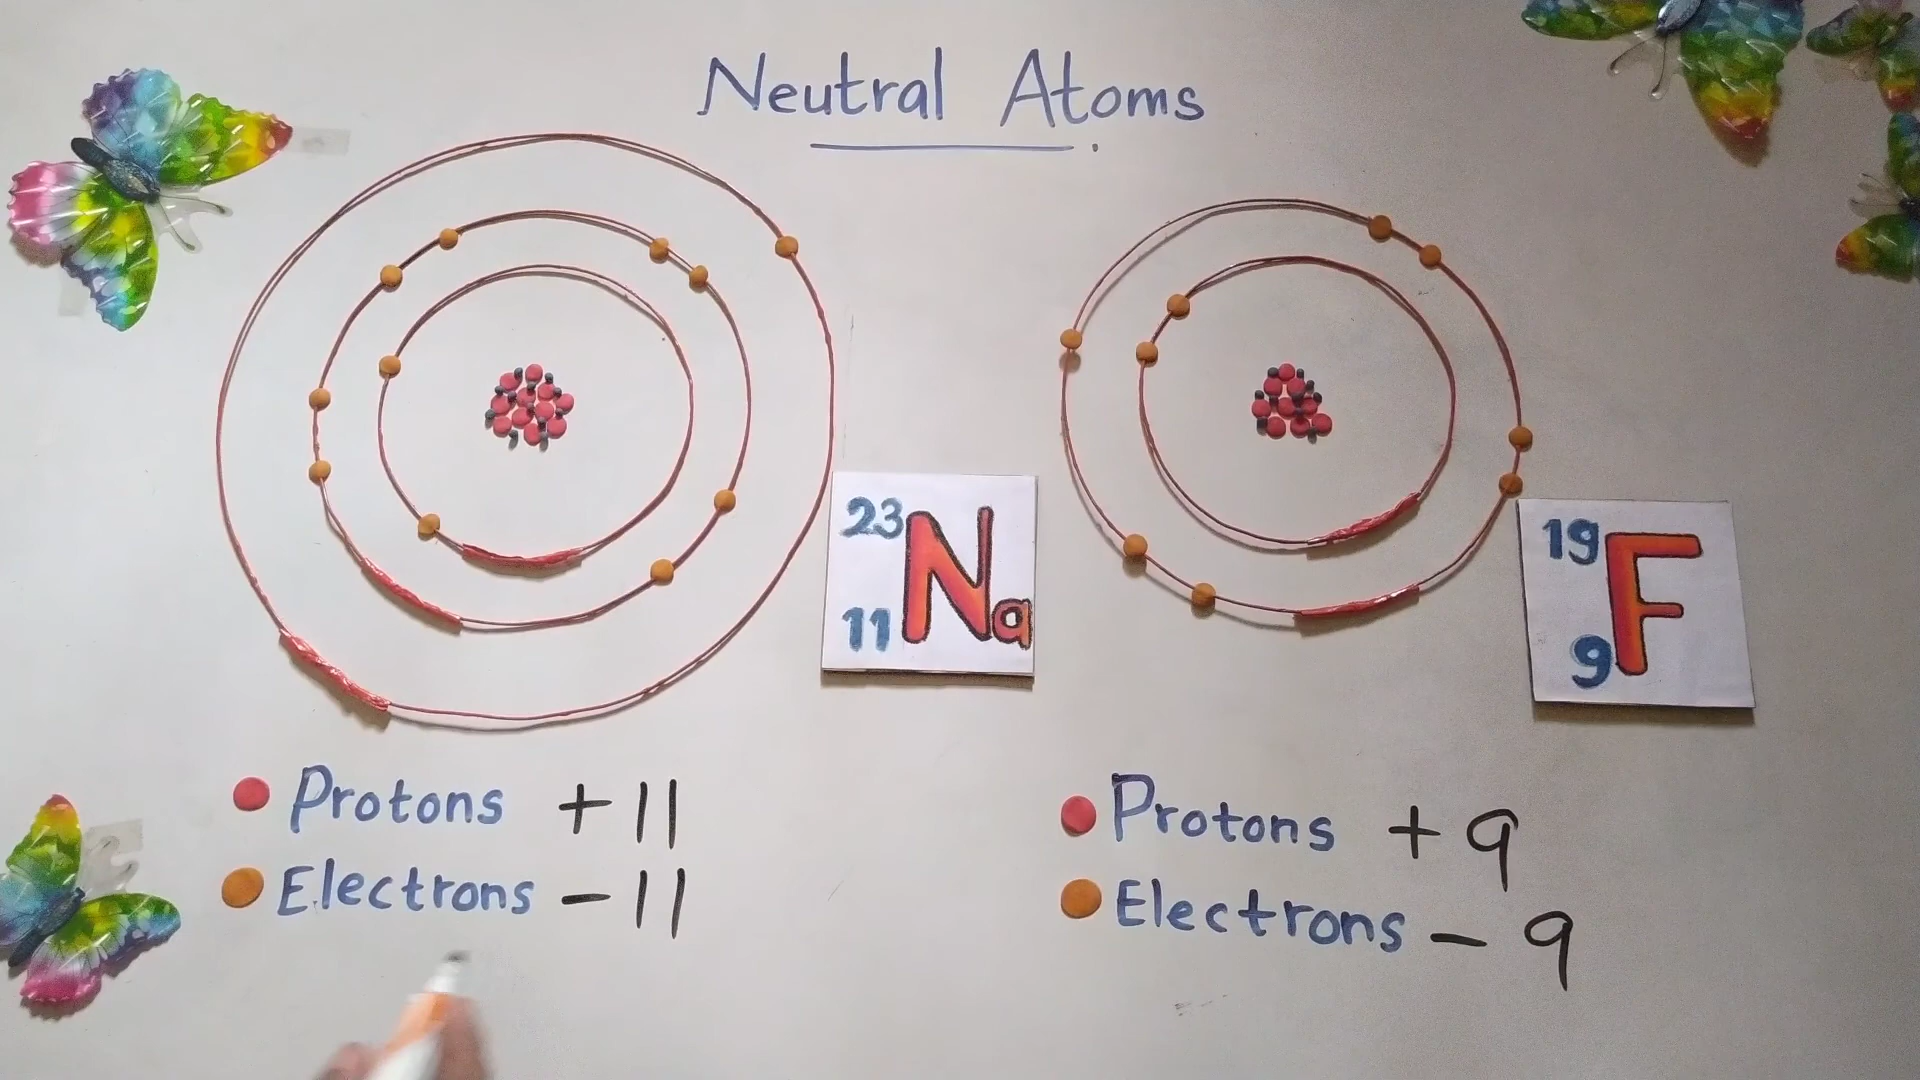 Neutral Atoms
23
Na
11
19
F
9
Protons +11
Electrons -11
Protons +9
Electrons -9